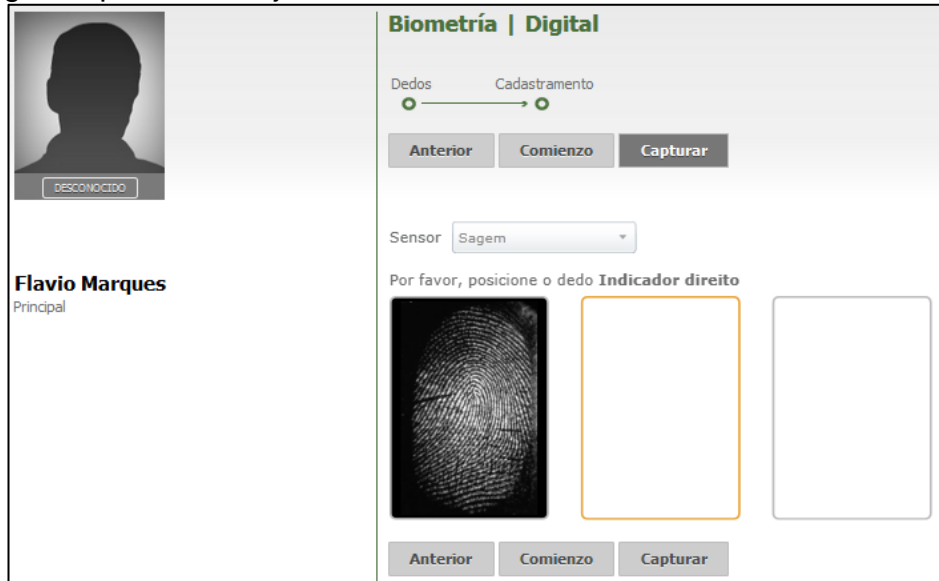 DESCONOCIDO
Flavio Marques
Principal
Biometría | Digital
Dedos Cadastramento
Anterior Comienzo Capturar
Sensor Sagem
Por favor, posicione o dedo Indicador direito
Anterior Comienzo Capturar